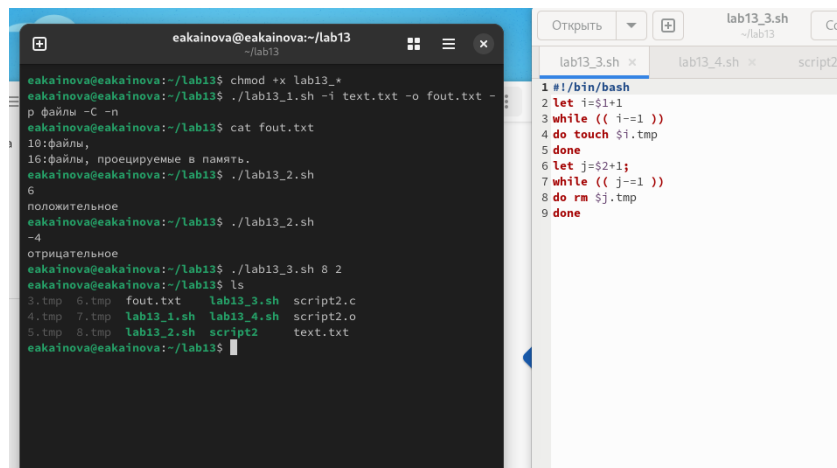 eakainova@eakainova:~/lab13
~/lab13
eakainova@eakainova:~/lab13$ chmod +x lab13_*
eakainova@eakainova:~/lab13$ ./lab13_1.sh -i text.txt -o fout.txt -
р файлы -C -n
eakainova@eakainova:~/lab13$ cat fout.txt
10:файлы,
16:файлы, проецируемые в память.
eakainova@eakainova:~/lab13$ ./lab13_2.sh
6
положительное
eakainova@eakainova:~/lab13$ ./lab13_2.sh
-4
отрицательное
eakainova@eakainova:~/lab13$ ./lab13_3.sh 8 2
eakainova@eakainova:~/lab13$ ls
3.tmp 6.tmp fout.txt lab13_3.sh script2.c
4.tmp 7.tmp lab13_1.sh lab13_4.sh script2.o
5.tmp 8.tmp lab13_2.sh script2 text.txt
eakainova@eakainova:~/lab13$
Открыть
lab13_3.sh
~/lab13
lab13_3.sh
lab13_4.sh
script2
1 #!/bin/bash
2 let i=$1+1
3 while (( i-=1 ))
4 do touch $i.tmp
5 done
6 let j=$2+1;
7 while (( j-=1 ))
8 do rm $j.tmp
9 done